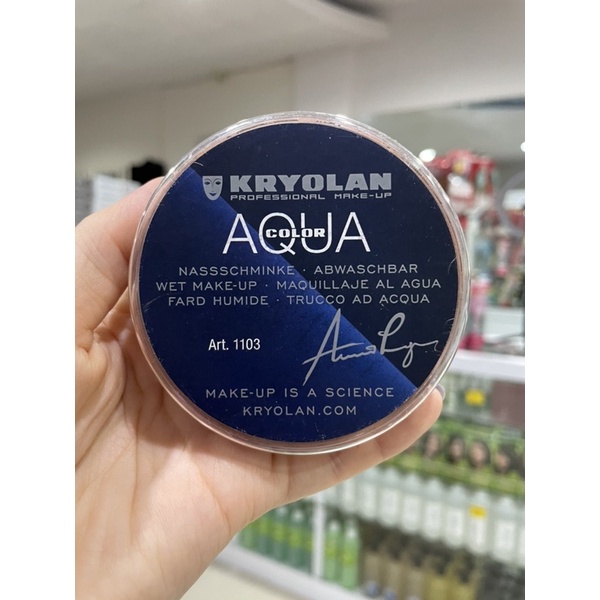 KRYOLAN
PROFESSIONAL MAKE-UP
AQUA
COLOR
NASSSCHMINKE · ABWASCHBAR
WET MAKE-UP · MAQUILLAJE AL AGUA
FARD HUMIDE · TRUCCO AD ACQUA
Art. 1103
MAKE-UP IS A SCIENCE
KRYOLAN.COM